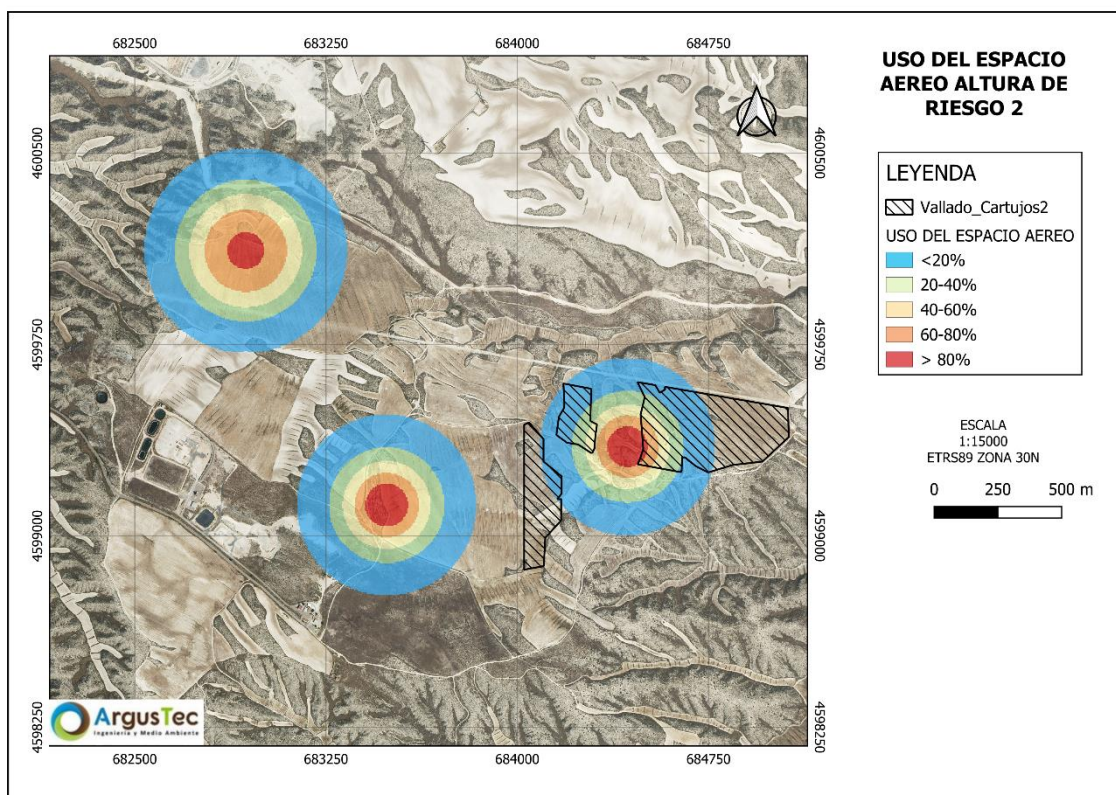 682500 683250 684000 684750
4600500 4600500
4599750 4599750
4599000 4599000
4598250 4598250
682500 683250 684000 684750
ArgusTec
Ingeniería y Medio Ambiente
USO DEL ESPACIO
AEREO ALTURA DE
RIESGO 2
LEYENDA
Vallado_Cartujos2
USO DEL ESPACIO AEREO
<20%
20-40%
40-60%
60-80%
> 80%
ESCALA
1:15000
ETRS89 ZONA 30N
0 250 500 m